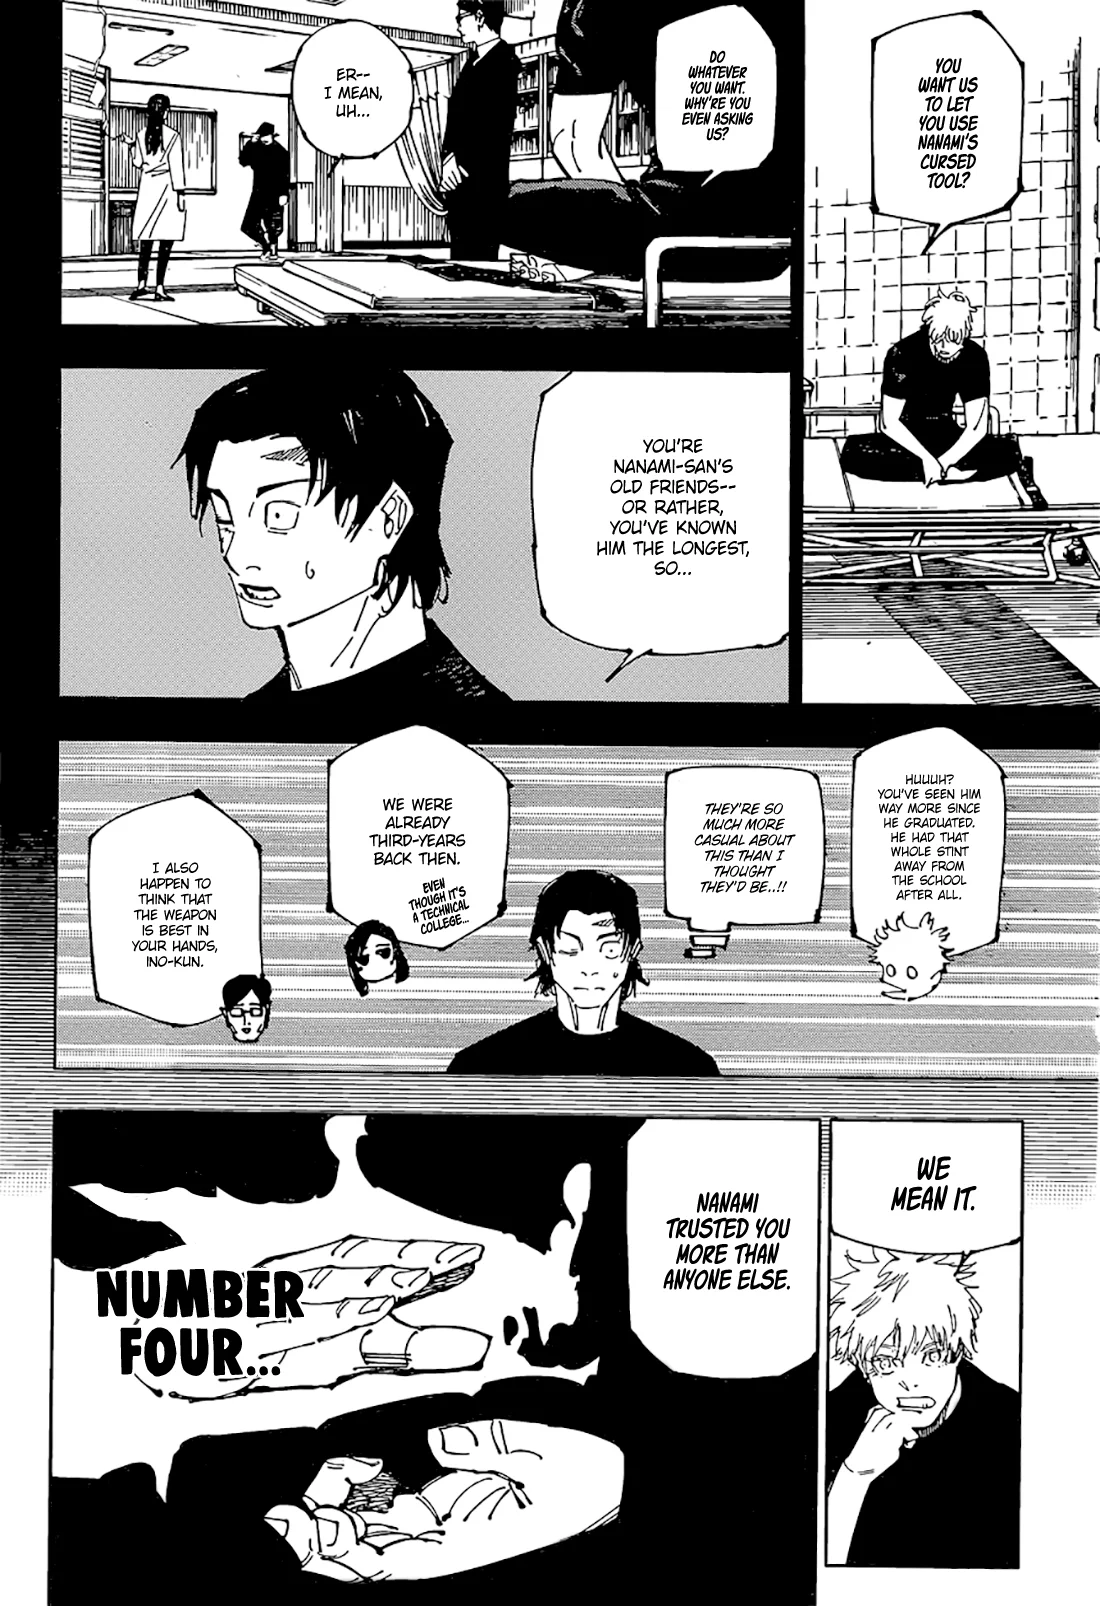 YOU
WANT US
TO LET
YOU USE
NANAMI'S
CURSED
TOOL?
DO
WHATEVER
YOU WANT.
WHY'RE YOU
EVEN ASKING
US?
ER--
I MEAN,
UH...
YOU'RE
NANAMI-SAN'S
OLD FRIENDS--
OR RATHER,
YOU'VE KNOWN
HIM THE LONGEST,
SO...
HUUUH?
YOU'VE SEEN HIM
WAY MORE SINCE
HE GRADUATED.
HE HAD THAT
WHOLE STINT
AWAY FROM
THE SCHOOL
AFTER ALL.
THEY'RE SO
MUCH MORE
CASUAL ABOUT
THIS THAN I
THOUGHT
THEY'D BE..!!
WE WERE
ALREADY
THIRD-YEARS
BACK THEN.
EVEN
THOUGH IT'S
A TECHNICAL
COLLEGE...
I ALSO
HAPPEN TO
THINK THAT
THE WEAPON
IS BEST IN
YOUR HANDS,
INO-KUN.
WE
MEAN IT.
NANAMI
TRUSTED YOU
MORE THAN
ANYONE ELSE.
NUMBER
FOUR...